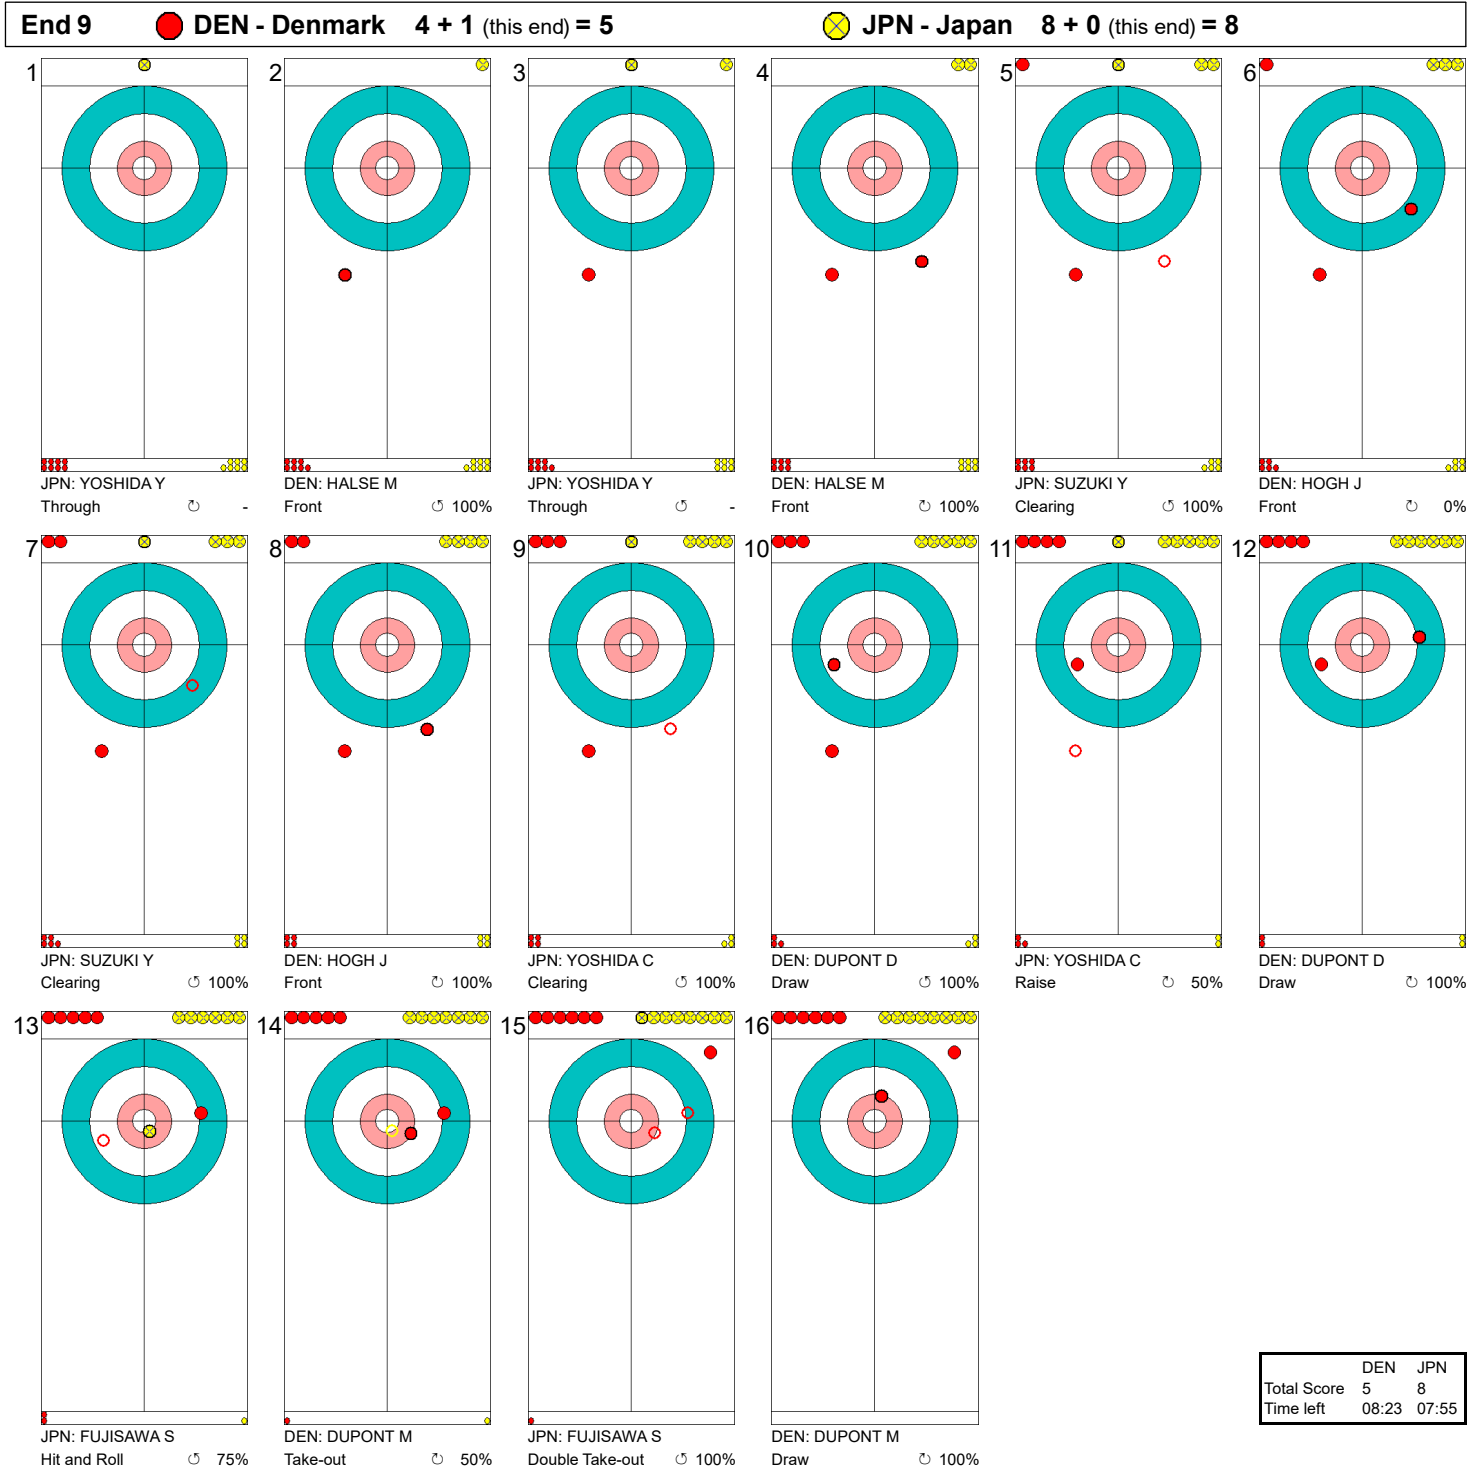 End 9 DEN - Denmark 4 + 1 (this end) = 5 JPN - Japan 8 + 0 (this end) = 8
1 2 3 4 5 6
JPN: YOSHIDA Y DEN: HALSE M JPN: YOSHIDA Y DEN: HALSE M JPN: SUZUKI Y DEN: HOGH J
Through ↻ - Front ↺ 100% Through ↺ - Front ↻ 100% Clearing ↺ 100% Front ↻ 0%
7 8 9 10 11 12
JPN: SUZUKI Y DEN: HOGH J JPN: YOSHIDA C DEN: DUPONT D JPN: YOSHIDA C DEN: DUPONT D
Clearing ↺ 100% Front ↺ 100% Clearing ↺ 100% Draw ↺ 100% Raise ↻ 50% Draw ↻ 100%
13 14 15 16
JPN: FUJISAWA S DEN: DUPONT M JPN: FUJISAWA S DEN: DUPONT M
Hit and Roll ↺ 75% Take-out ↺ 50% Double Take-out ↺ 100% Draw ↺ 100%
DEN JPN
Total Score 5 8
Time left 08:23 07:55